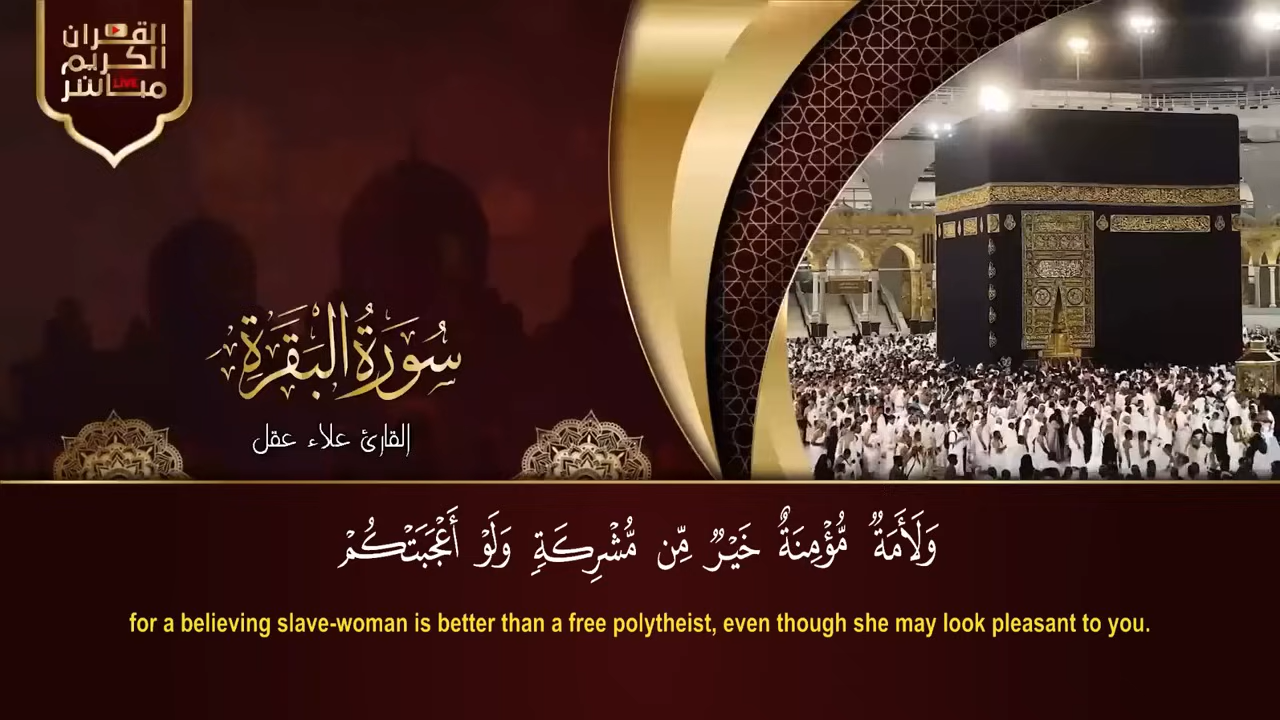 القرآن
الكريم
مباشر
LIVE
سُورَةُ البَقَرَةِ
القارئ علاء عقل
وَلَأَمَةٌ مُّؤْمِنَةٌ خَيْرٌ مِّن مُّشْرِكَةٍ وَلَوْ أَعْجَبَتْكُمْ
for a believing slave-woman is better than a free polytheist, even though she may look pleasant to you.